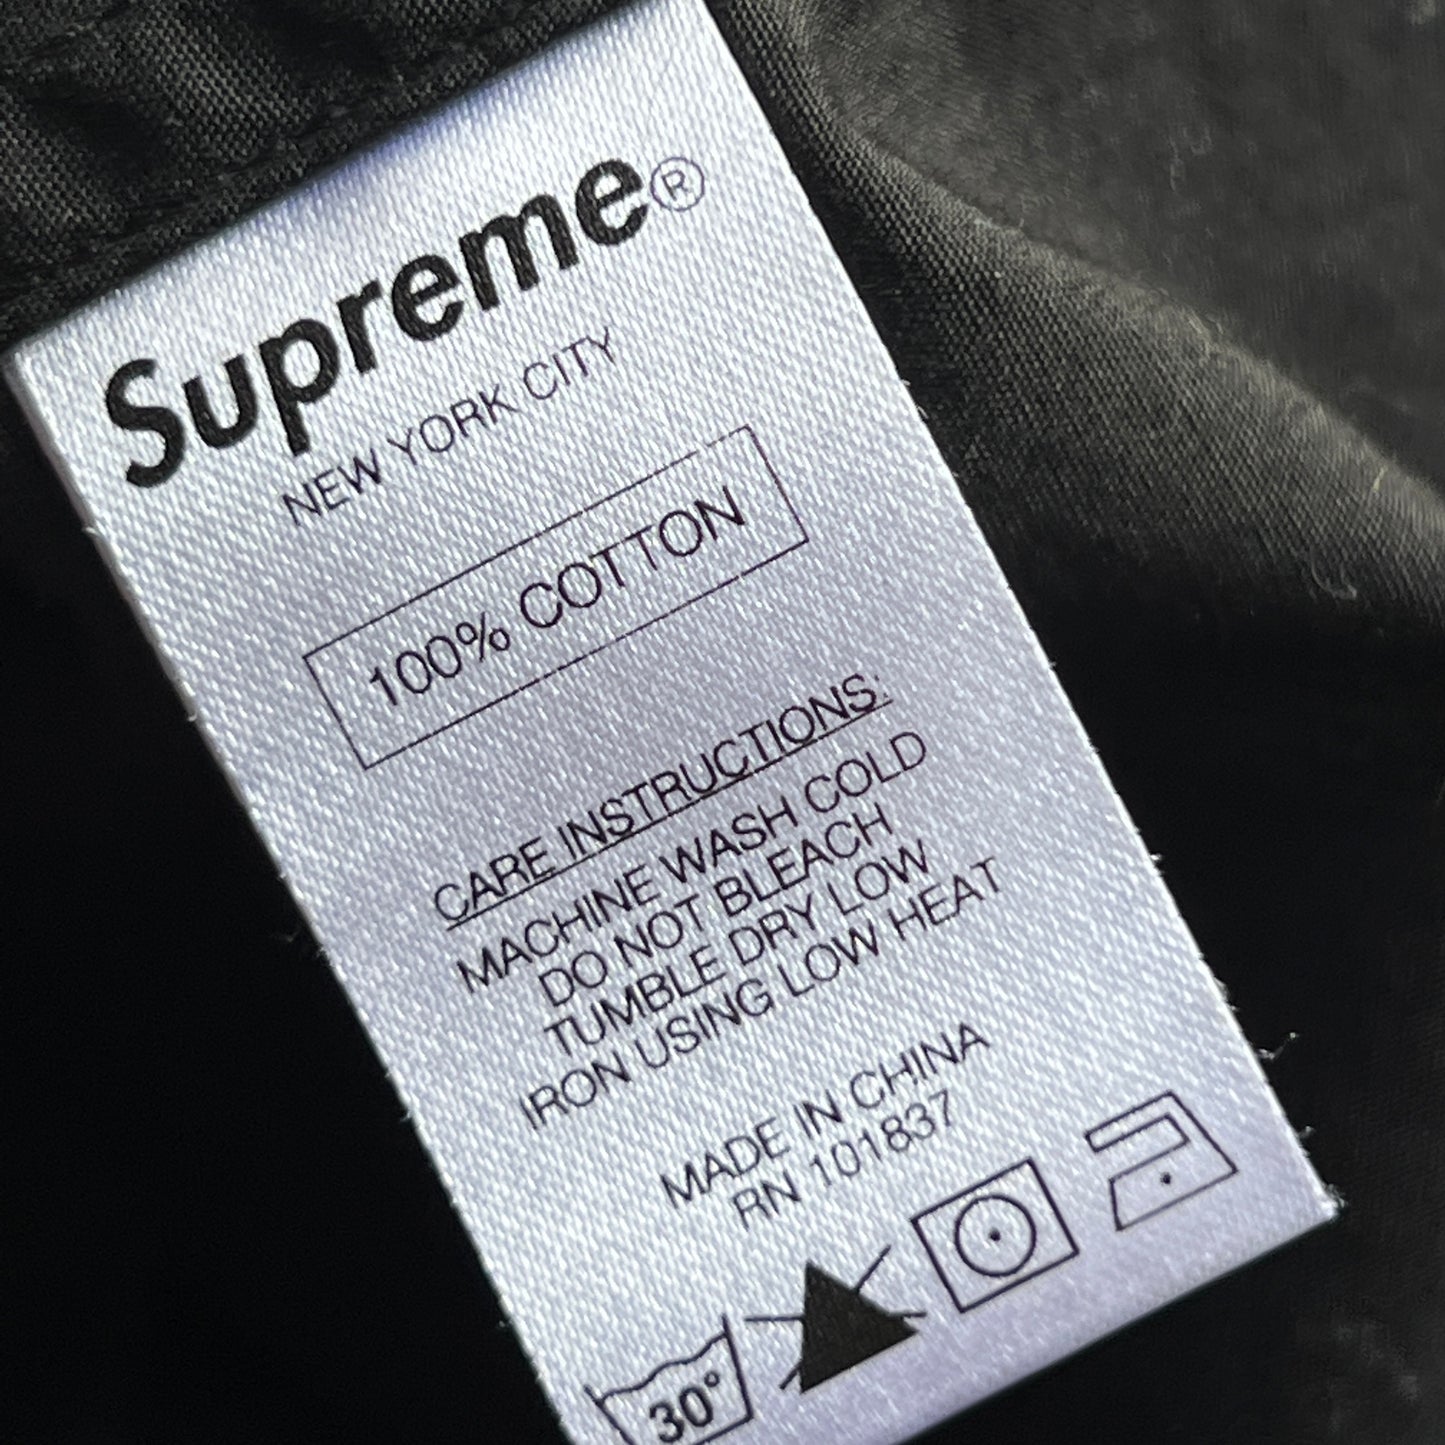 Supreme®
NEW YORK CITY
100% COTTON
CARE INSTRUCTIONS:
MACHINE WASH COLD
DO NOT BLEACH
TUMBLE DRY LOW
IRON USING LOW HEAT
MADE IN CHINA
RN 101837
30°